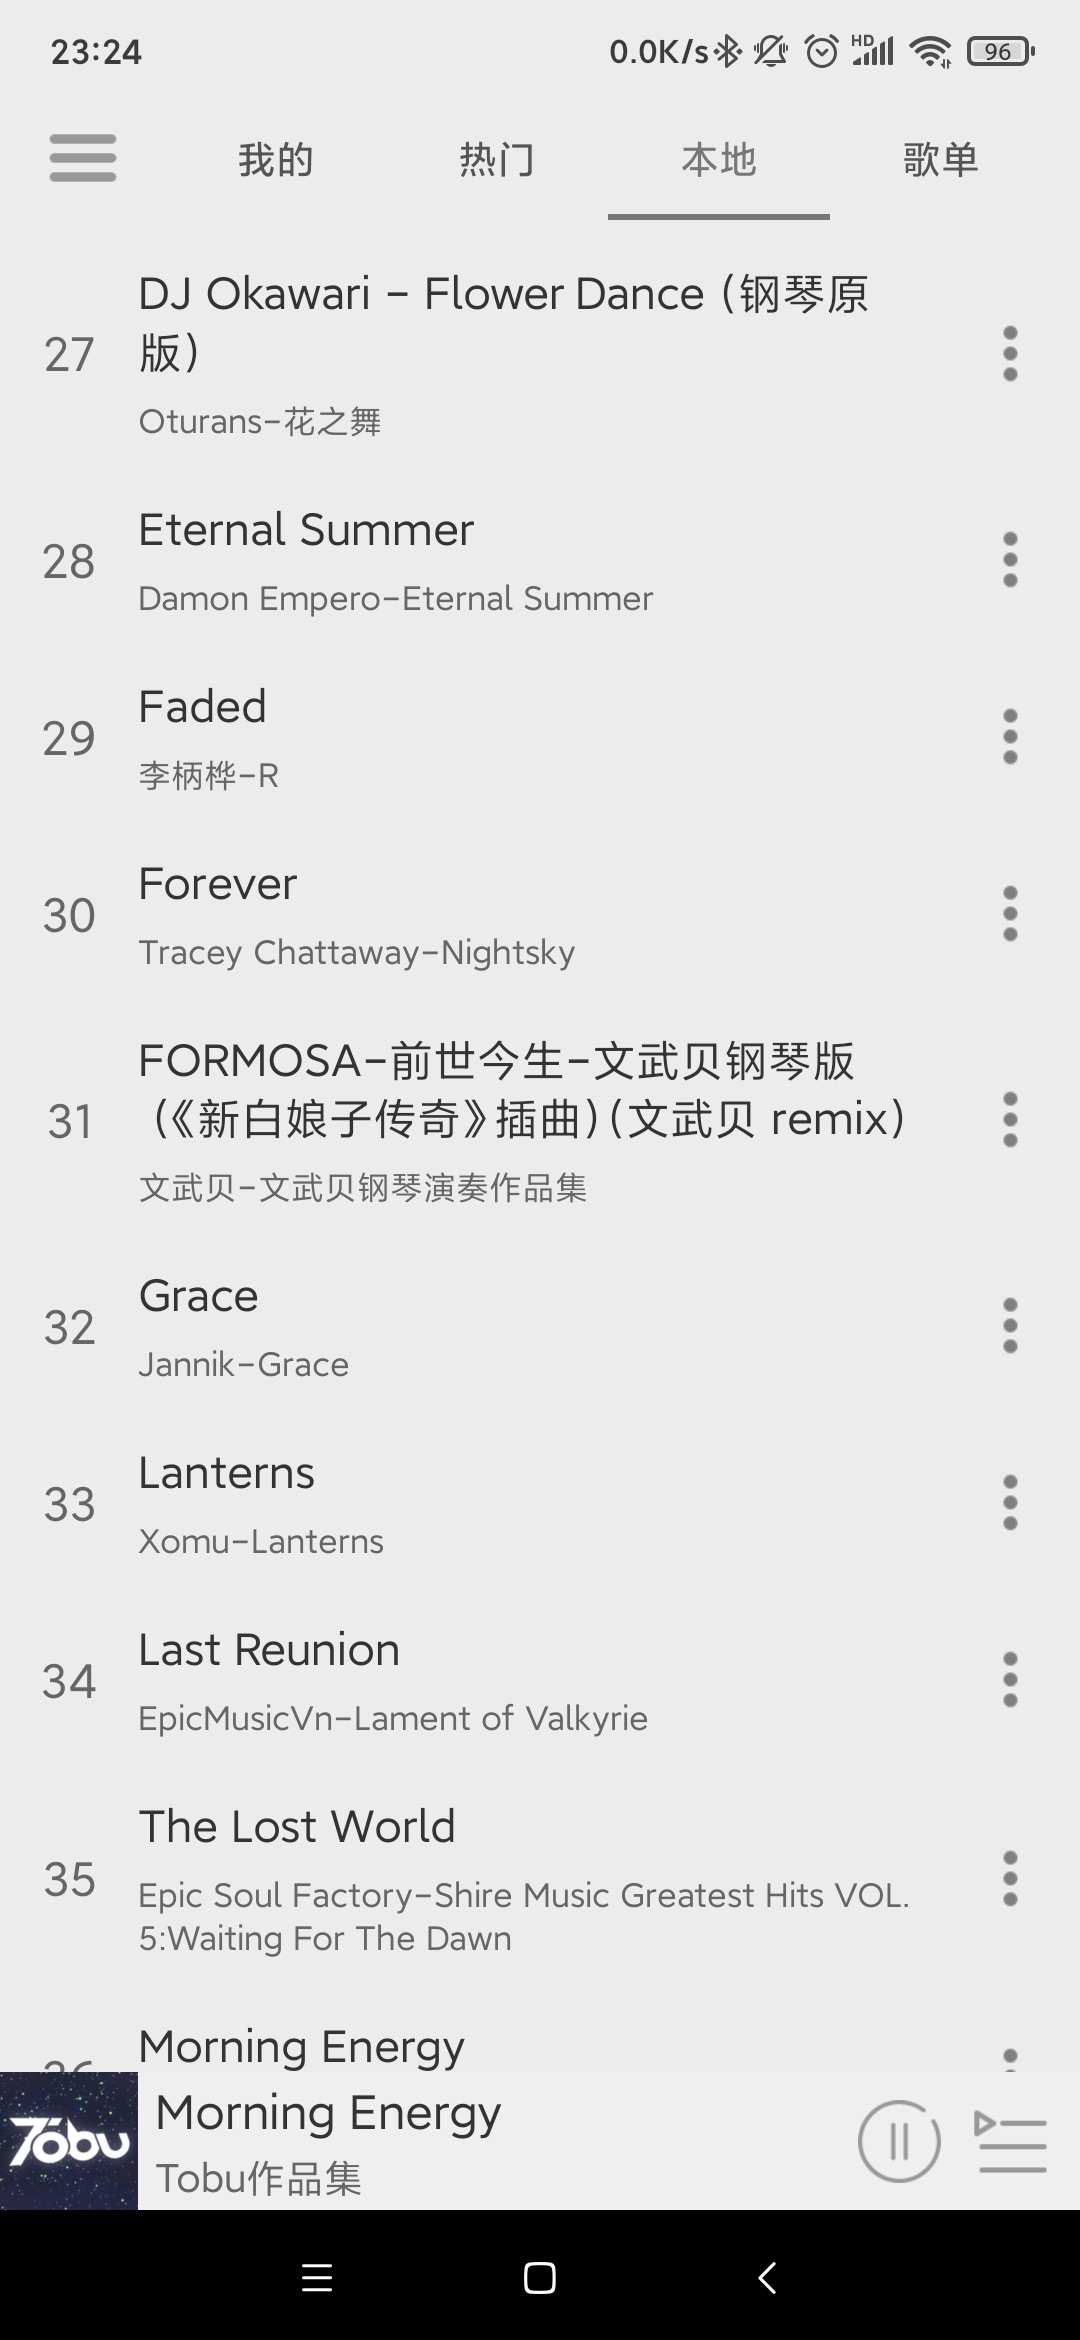 23:24
0.0K/s HD 96
我的 热门 本地 歌单
DJ Okawari - Flower Dance (钢琴原
版)
27
Oturans-花之舞
Eternal Summer
28
Damon Empero-Eternal Summer
Faded
29
李柄桦-R
Forever
30
Tracey Chattaway-Nightsky
FORMOSA-前世今生-文武贝钢琴版
(《新白娘子传奇》插曲)(文武贝 remix)
31
文武贝-文武贝钢琴演奏作品集
Grace
32
Jannik-Grace
Lanterns
33
Xomu-Lanterns
Last Reunion
34
EpicMusicVn-Lament of Valkyrie
The Lost World
35
Epic Soul Factory-Shire Music Greatest Hits VOL.
5:Waiting For The Dawn
Morning Energy
36
Tobu
Morning Energy
Tobu作品集